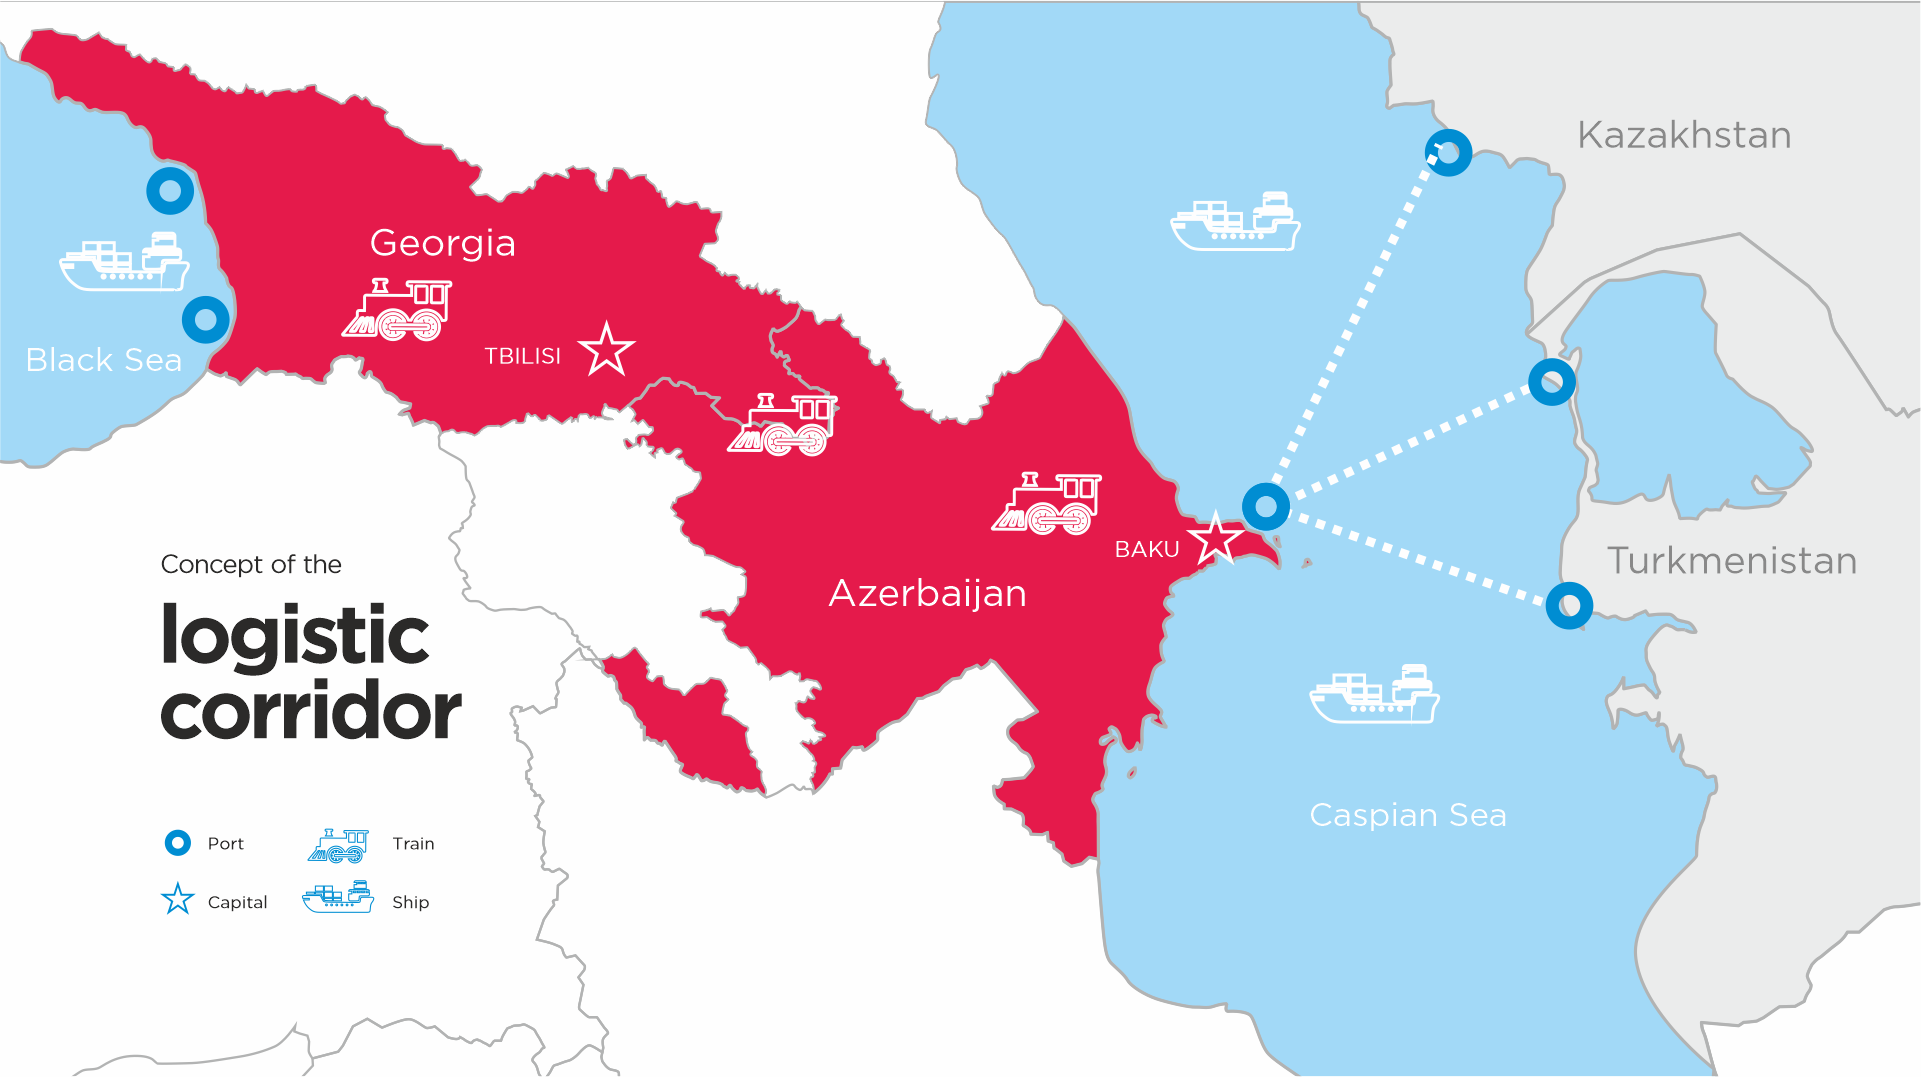 Kazakhstan
Georgia
TBILISI
Black Sea
BAKU
Azerbaijan
Turkmenistan
Concept of the
logistic
corridor
Caspian Sea
Port
Train
Capital
Ship